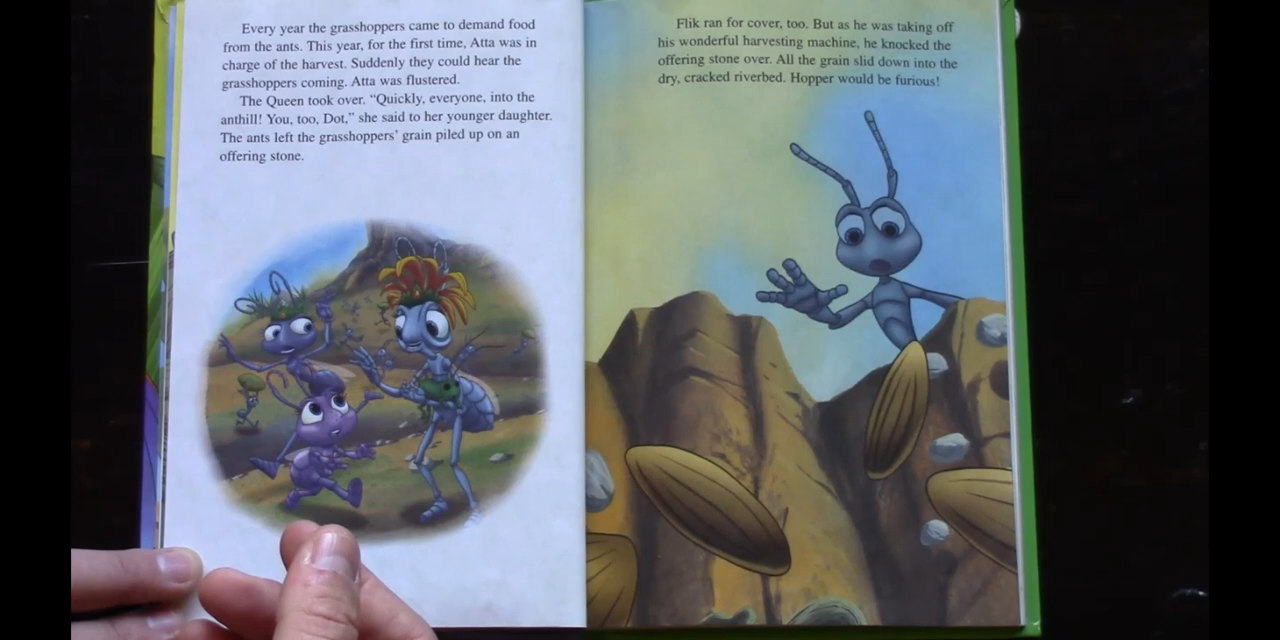 Every year the grasshoppers came to demand food
from the ants. This year, for the first time, Atta was in
charge of the harvest. Suddenly they could hear the
grasshoppers coming. Atta was flustered.
The Queen took over. “Quickly, everyone, into the
anthill! You, too, Dot,” she said to her younger daughter.
The ants left the grasshoppers’ grain piled up on an
offering stone.
Flik ran for cover, too. But as he was taking off
his wonderful harvesting machine, he knocked the
offering stone over. All the grain slid down into the
dry, cracked riverbed. Hopper would be furious!